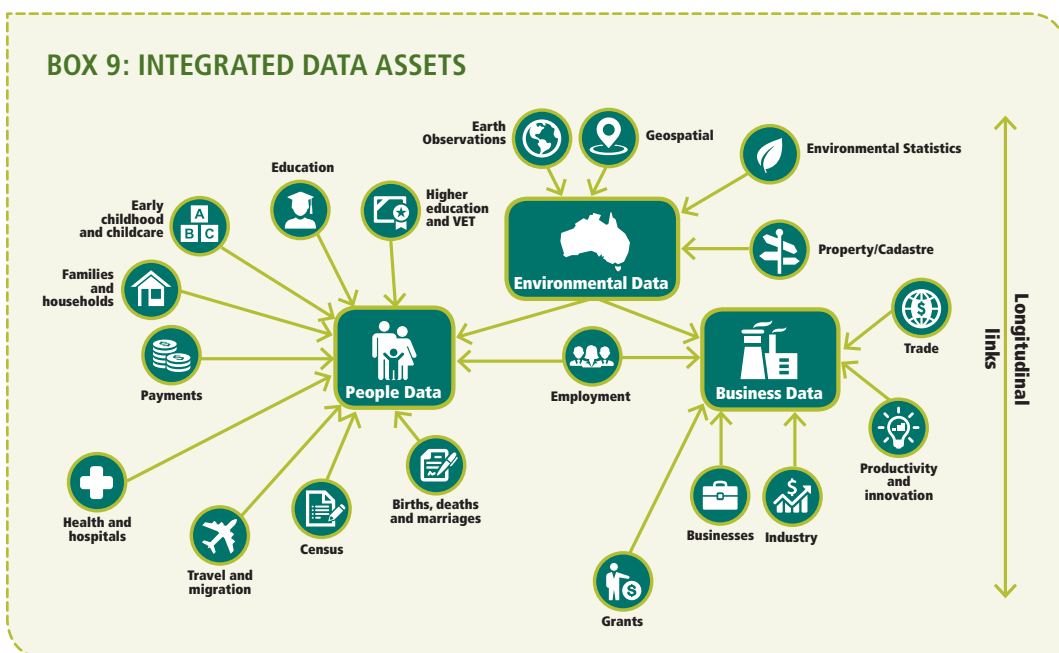 BOX 9: INTEGRATED DATA ASSETS
Earth
Observations
Geospatial
Environmental Statistics
Education
Higher
education
and VET
Early
childhood
and childcare
A
B C
Property/Cadastre
Families
and
households
Environmental Data
Longitudinal
links
$
Trade
Payments
People Data
Employment
Business Data
Productivity
and
innovation
Births, deaths
and marriages
Health and
hospitals
Census
$
Businesses
Industry
Travel and
migration
$
Grants